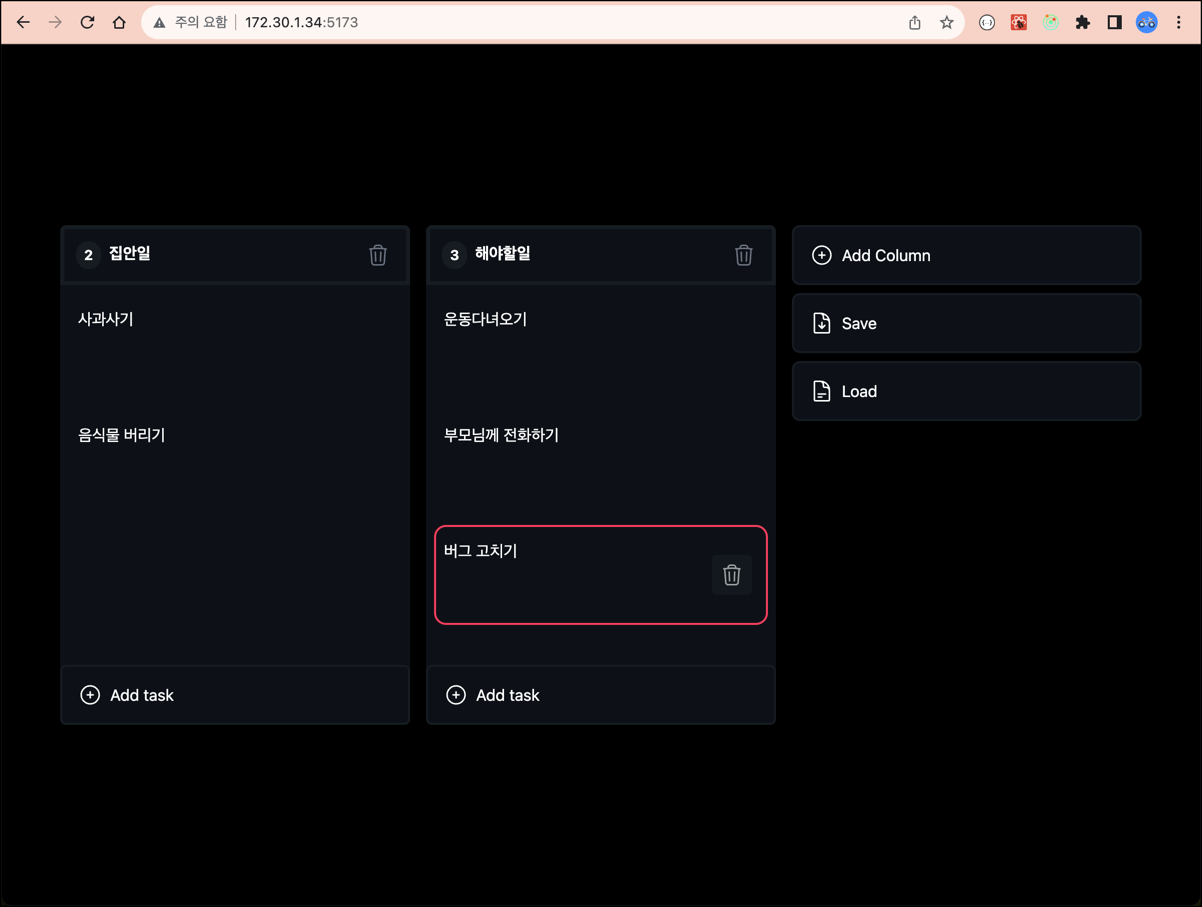 주의 요함 172.30.1.34:5173
2 집안일
사과사기
음식물 버리기
Add task
3 해야할일
운동다녀오기
부모님께 전화하기
버그 고치기
Add task
Add Column
Save
Load